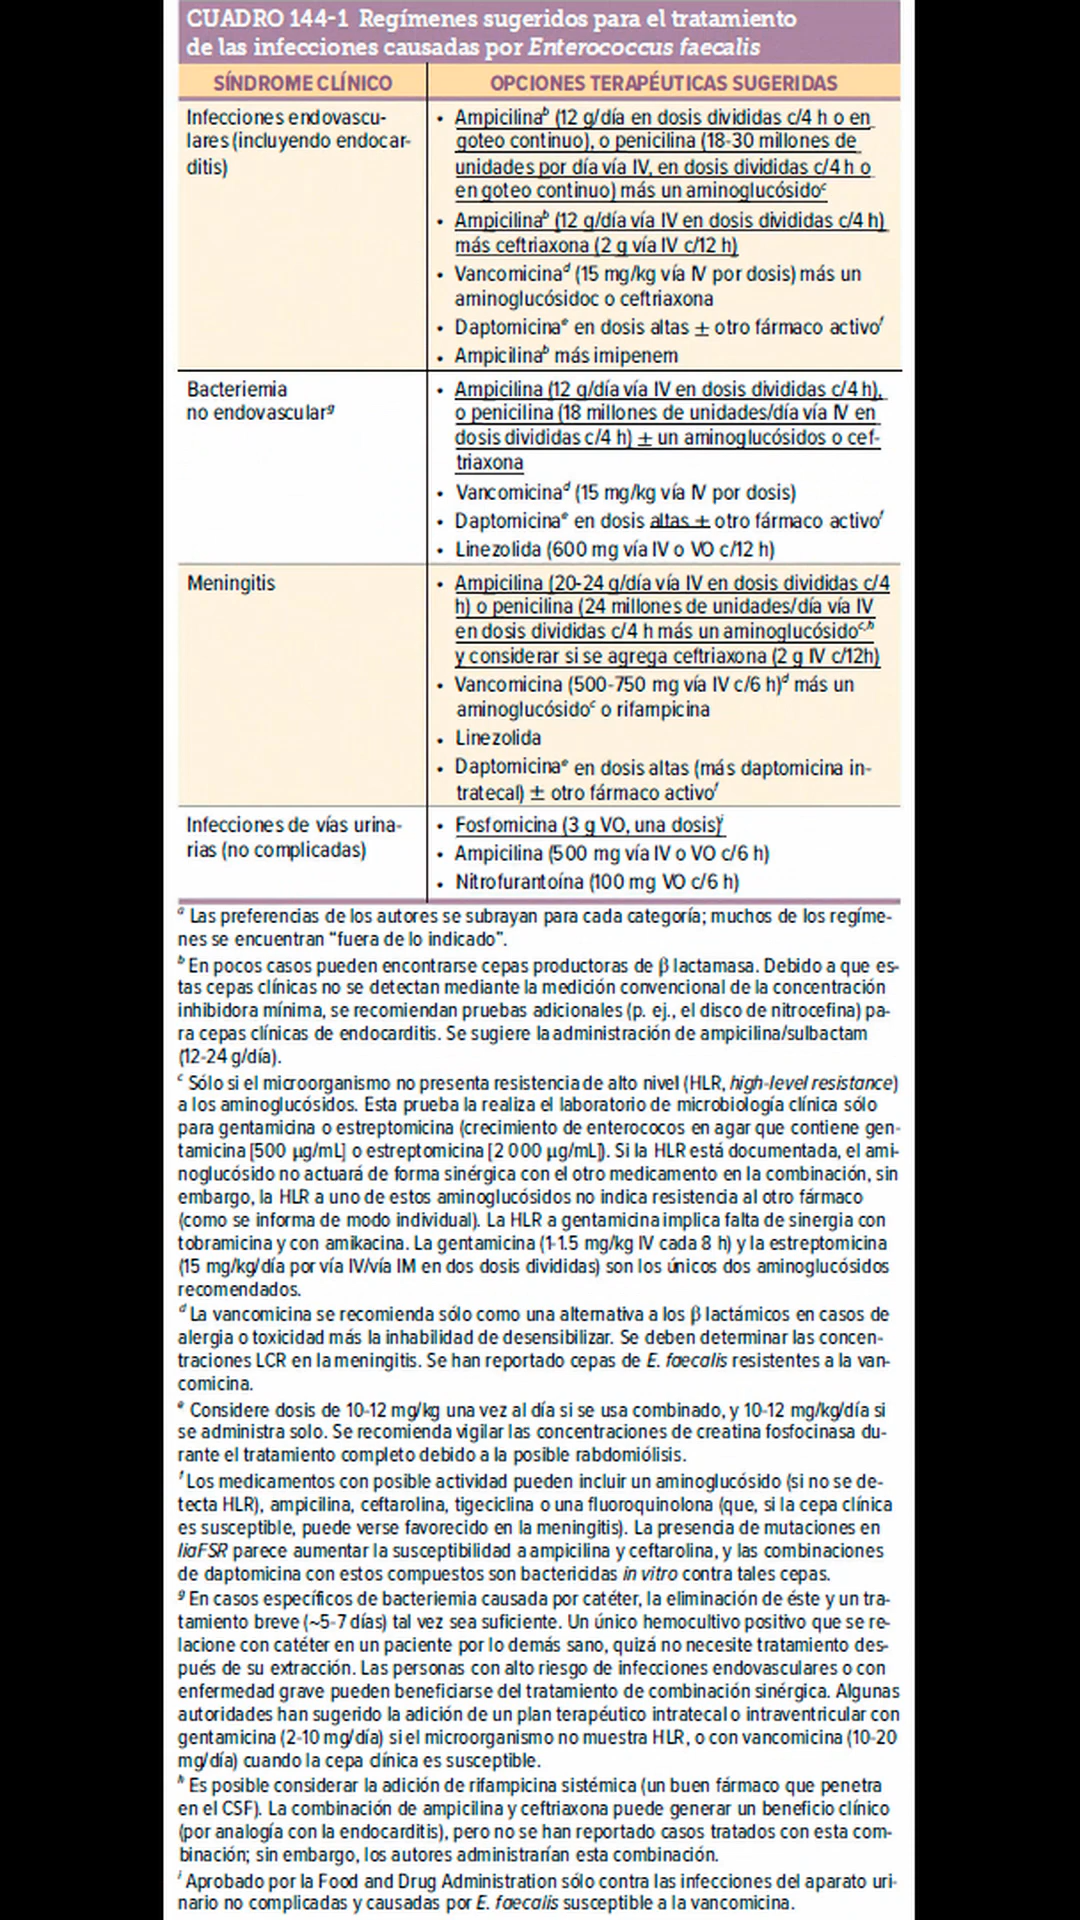 CUADRO 144-1 Regímenes sugeridos para el tratamiento
de las infecciones causadas por Enterococcus faecalis
SÍNDROME CLÍNICO
OPCIONES TERAPÉUTICAS SUGERIDAS
Infecciones endovascu-
lares (incluyendo endocar-
ditis)
• Ampicilinaᵇ (12 g/día en dosis divididas c/4 h o en
goteo continuo), o penicilina (18-30 millones de
unidades por día vía IV, en dosis divididas c/4 h o
en goteo continuo) más un aminoglucósidoᶜ
• Ampicilinaᵇ (12 g/día vía IV en dosis divididas c/4 h)
más ceftriaxona (2 g vía IV c/12 h)
• Vancomicinaᵈ (15 mg/kg vía IV por dosis) más un
aminoglucósidoc o ceftriaxona
• Daptomicinaᵉ en dosis altas ± otro fármaco activoᶠ
• Ampicilinaᵇ más imipenem
Bacteriemia
no endovascularᵍ
• Ampicilina (12 g/día vía IV en dosis divididas c/4 h),
o penicilina (18 millones de unidades/día vía IV en
dosis divididas c/4 h) ± un aminoglucósidos o cef-
triaxona
• Vancomicinaᵈ (15 mg/kg vía IV por dosis)
• Daptomicinaᵉ en dosis altas ± otro fármaco activoᶠ
• Linezolida (600 mg vía IV o VO c/12 h)
Meningitis
• Ampicilina (20-24 g/día vía IV en dosis divididas c/4
h) o penicilina (24 millones de unidades/día vía IV
en dosis divididas c/4 h más un aminoglucósidoᶜ,ʰ
y considerar si se agrega ceftriaxona (2 g IV c/12h)
• Vancomicina (500-750 mg vía IV c/6 h)ᵈ más un
aminoglucósidoᶜ o rifampicina
• Linezolida
• Daptomicinaᵉ en dosis altas (más daptomicina in-
tratecal) ± otro fármaco activoᶠ
Infecciones de vías urina-
rias (no complicadas)
• Fosfomicina (3 g VO, una dosis)ⁱ
• Ampicilina (500 mg vía IV o VO c/6 h)
• Nitrofurantoína (100 mg VO c/6 h)
ᵃ Las preferencias de los autores se subrayan para cada categoría; muchos de los regíme-
nes se encuentran “fuera de lo indicado”.
ᵇ En pocos casos pueden encontrarse cepas productoras de β lactamasa. Debido a que es-
tas cepas clínicas no se detectan mediante la medición convencional de la concentración
inhibidora mínima, se recomiendan pruebas adicionales (p. ej., el disco de nitrocefina) pa-
ra cepas clínicas de endocarditis. Se sugiere la administración de ampicilina/sulbactam
(12-24 g/día).
ᶜ Sólo si el microorganismo no presenta resistencia de alto nivel (HLR, high-level resistance)
a los aminoglucósidos. Esta prueba la realiza el laboratorio de microbiología clínica sólo
para gentamicina o estreptomicina (crecimiento de enterococos en agar que contiene gen-
tamicina [500 μg/mL] o estreptomicina [2 000 μg/mL]). Si la HLR está documentada, el ami-
noglucósido no actuará de forma sinérgica con el otro medicamento en la combinación, sin
embargo, la HLR a uno de estos aminoglucósidos no indica resistencia al otro fármaco
(como se informa de modo individual). La HLR a gentamicina implica falta de sinergia con
tobramicina y con amikacina. La gentamicina (1-1.5 mg/kg IV cada 8 h) y la estreptomicina
(15 mg/kg/día por vía IV/vía IM en dos dosis divididas) son los únicos dos aminoglucósidos
recomendados.
ᵈ La vancomicina se recomienda sólo como una alternativa a los β lactámicos en casos de
alergia o toxicidad más la inhabilidad de desensibilizar. Se deben determinar las concen-
traciones LCR en la meningitis. Se han reportado cepas de E. faecalis resistentes a la van-
comicina.
ᵉ Considere dosis de 10-12 mg/kg una vez al día si se usa combinado, y 10-12 mg/kg/día si
se administra solo. Se recomienda vigilar las concentraciones de creatina fosfocinasa du-
rante el tratamiento completo debido a la posible rabdomiólisis.
ᶠ Los medicamentos con posible actividad pueden incluir un aminoglucósido (si no se de-
tecta HLR), ampicilina, ceftarolina, tigeciclina o una fluoroquinolona (que, si la cepa clínica
es susceptible, puede verse favorecido en la meningitis). La presencia de mutaciones en
liaFSR parece aumentar la susceptibilidad a ampicilina y ceftarolina, y las combinaciones
de daptomicina con estos compuestos son bactericidas in vitro contra tales cepas.
ᵍ En casos específicos de bacteriemia causada por catéter, la eliminación de éste y un tra-
tamiento breve (~5-7 días) tal vez sea suficiente. Un único hemocultivo positivo que se re-
lacione con catéter en un paciente por lo demás sano, quizá no necesite tratamiento des-
pués de su extracción. Las personas con alto riesgo de infecciones endovasculares o con
enfermedad grave pueden beneficiarse del tratamiento de combinación sinérgica. Algunas
autoridades han sugerido la adición de un plan terapéutico intratecal o intraventricular con
gentamicina (2-10 mg/día) si el microorganismo no muestra HLR, o con vancomicina (10-20
mg/día) cuando la cepa clínica es susceptible.
ʰ Es posible considerar la adición de rifampicina sistémica (un buen fármaco que penetra
en el CSF). La combinación de ampicilina y ceftriaxona puede generar un beneficio clínico
(por analogía con la endocarditis), pero no se han reportado casos tratados con esta com-
binación; sin embargo, los autores administrarían esta combinación.
ⁱ Aprobado por la Food and Drug Administration sólo contra las infecciones del aparato uri-
nario no complicadas y causadas por E. faecalis susceptible a la vancomicina.